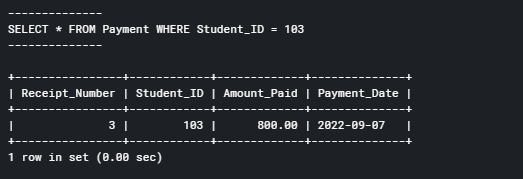 --------------
SELECT * FROM Payment WHERE Student_ID = 103
--------------

+----------------+------------+-------------+--------------+
| Receipt_Number | Student_ID | Amount_Paid | Payment_Date |
+----------------+------------+-------------+--------------+
|              3 |        103 |      800.00 | 2022-09-07   |
+----------------+------------+-------------+--------------+
1 row in set (0.00 sec)